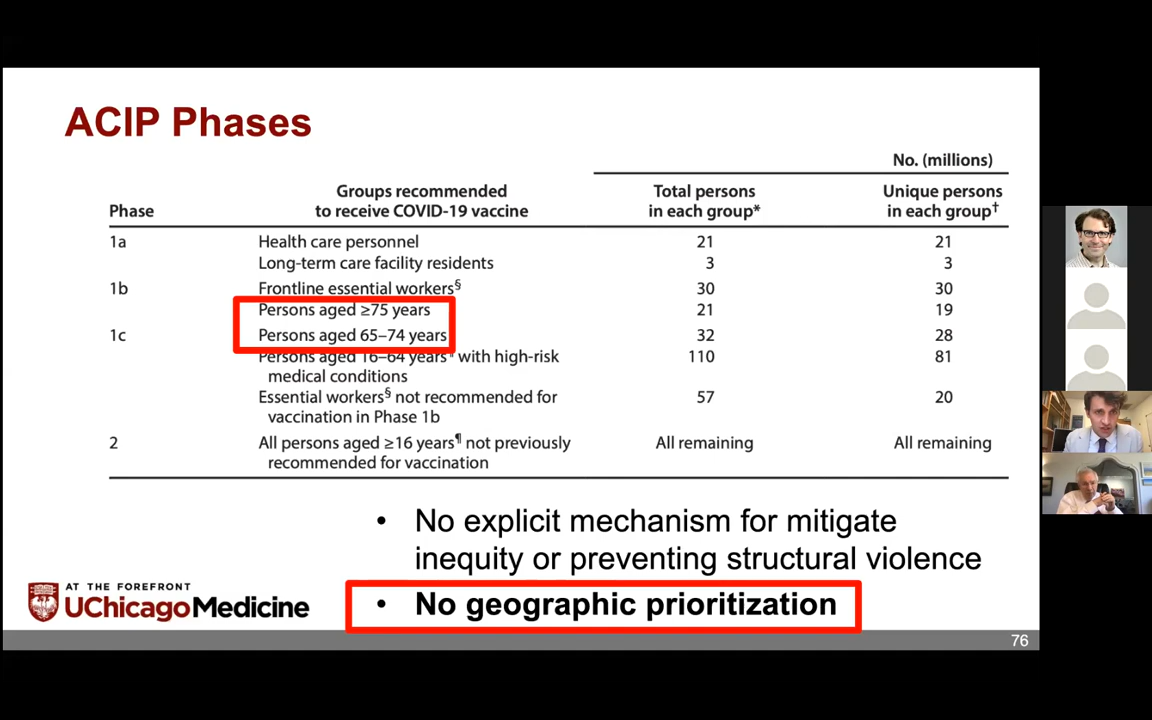 ACIP Phases
No. (millions)
Groups recommended Total persons Unique persons
Phase to receive COVID-19 vaccine in each group* in each group†
1a Health care personnel 21 21
Long-term care facility residents 3 3
1b Frontline essential workers§ 30 30
Persons aged ≥75 years 21 19
1c Persons aged 65–74 years 32 28
Persons aged 16–64 years¶ with high-risk 110 81
medical conditions
Essential workers§ not recommended for 57 20
vaccination in Phase 1b
2 All persons aged ≥16 years¶ not previously All remaining All remaining
recommended for vaccination
• No explicit mechanism for mitigate
inequity or preventing structural violence
• No geographic prioritization
AT THE FOREFRONT
UChicagoMedicine
76